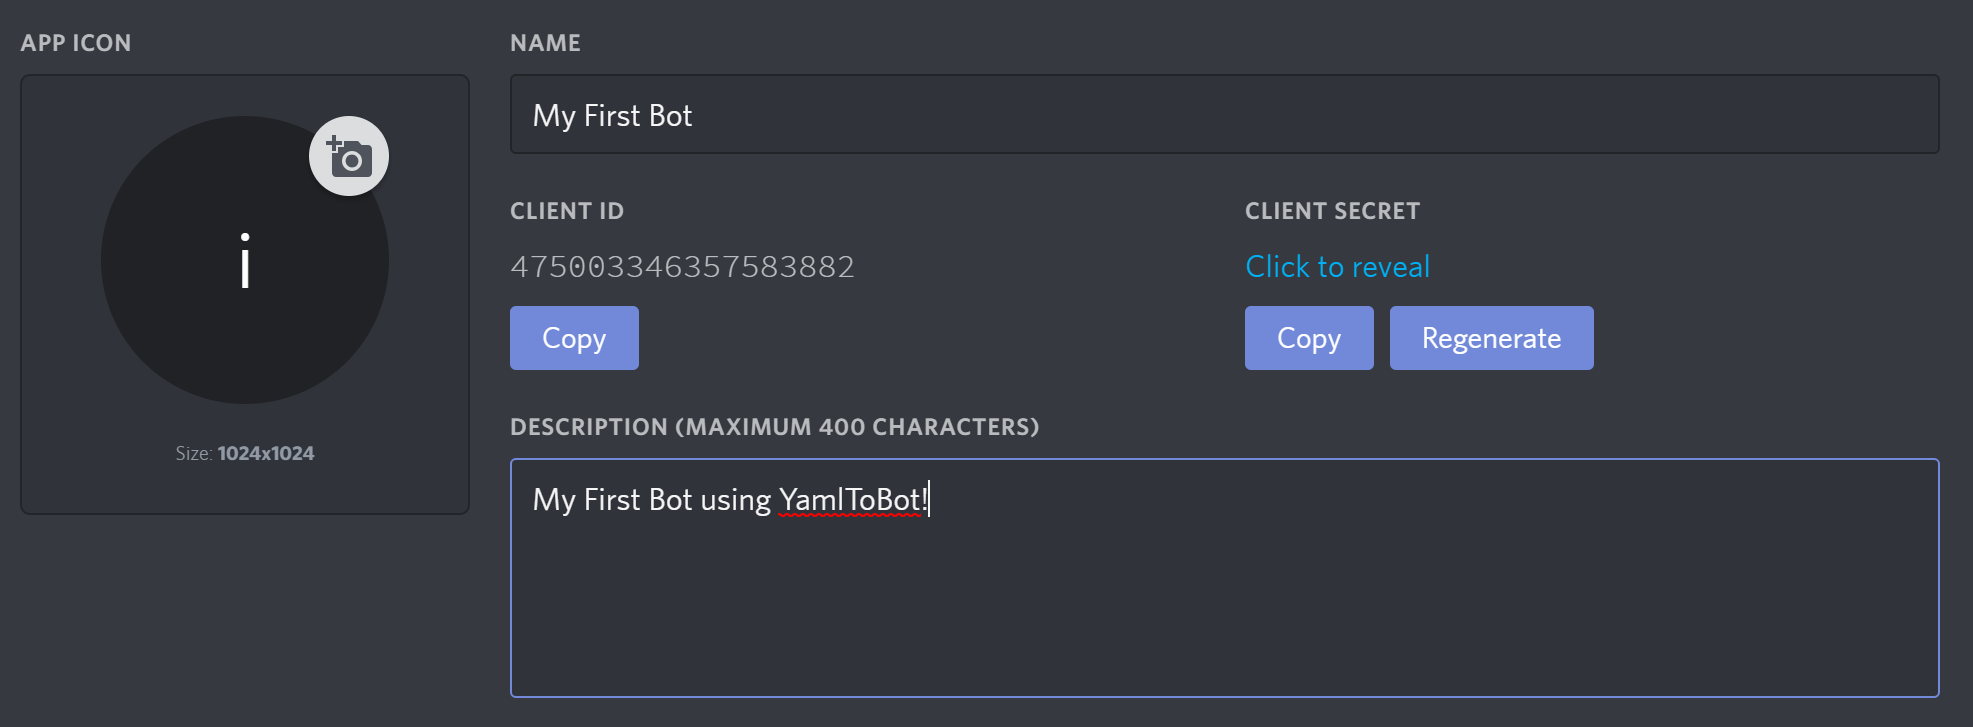 APP ICON
i
Size: 1024x1024
NAME
My First Bot
CLIENT ID
475003346357583882
Copy
CLIENT SECRET
Click to reveal
Copy Regenerate
DESCRIPTION (MAXIMUM 400 CHARACTERS)
My First Bot using YamlToBot!